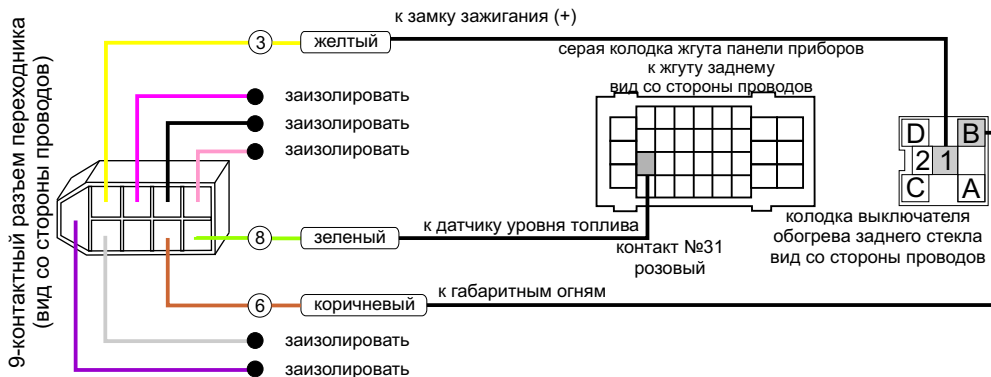 9-контактный разъем переходника
(вид со стороны проводов)
к замку зажигания (+)
3
желтый
заизолировать
заизолировать
заизолировать
серая колодка жгута панели приборов
к жгуту заднему
вид со стороны проводов
D
B
2
1
C
A
колодка выключателя
обогрева заднего стекла
вид со стороны проводов
8
зеленый
к датчику уровня топлива
контакт №31
розовый
6
коричневый
к габаритным огням
заизолировать
заизолировать